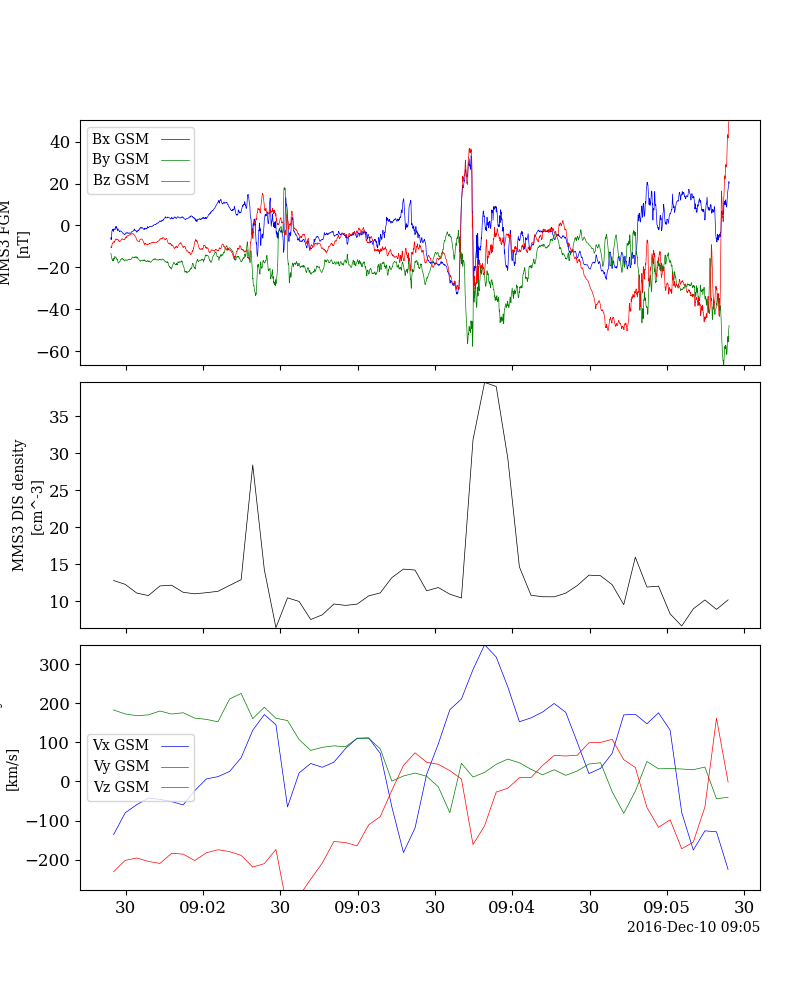 40
20
0
−20
−40
−60
MMS3 FGM
[nT]
Bx GSM
By GSM
Bz GSM
35
30
25
20
15
10
MMS3 DIS density
[cm^-3]
300
200
100
0
−100
−200
[km/s]
Vx GSM
Vy GSM
Vz GSM
30 09:02 30 09:03 30 09:04 30 09:05 30
2016-Dec-10 09:05